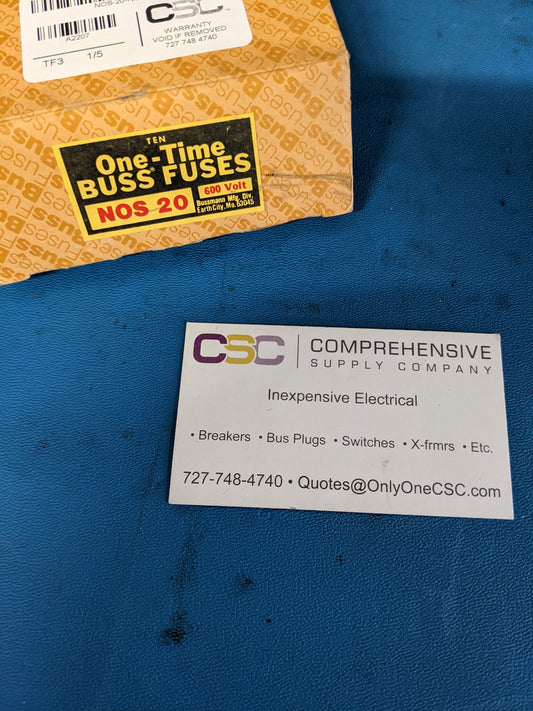 CSC
WARRANTY
VOID IF REMOVED
727.748.4740
A2207
TF3 1/5
TEN
One-Time
BUSS FUSES
NOS 20
600 Volt
Bussmann Mfg. Div.
Earth City, Mo. 63045
CSC
COMPREHENSIVE
SUPPLY COMPANY
Inexpensive Electrical
• Breakers • Bus Plugs • Switches • X-frmrs • Etc.
727-748-4740 • Quotes@OnlyOneCSC.com